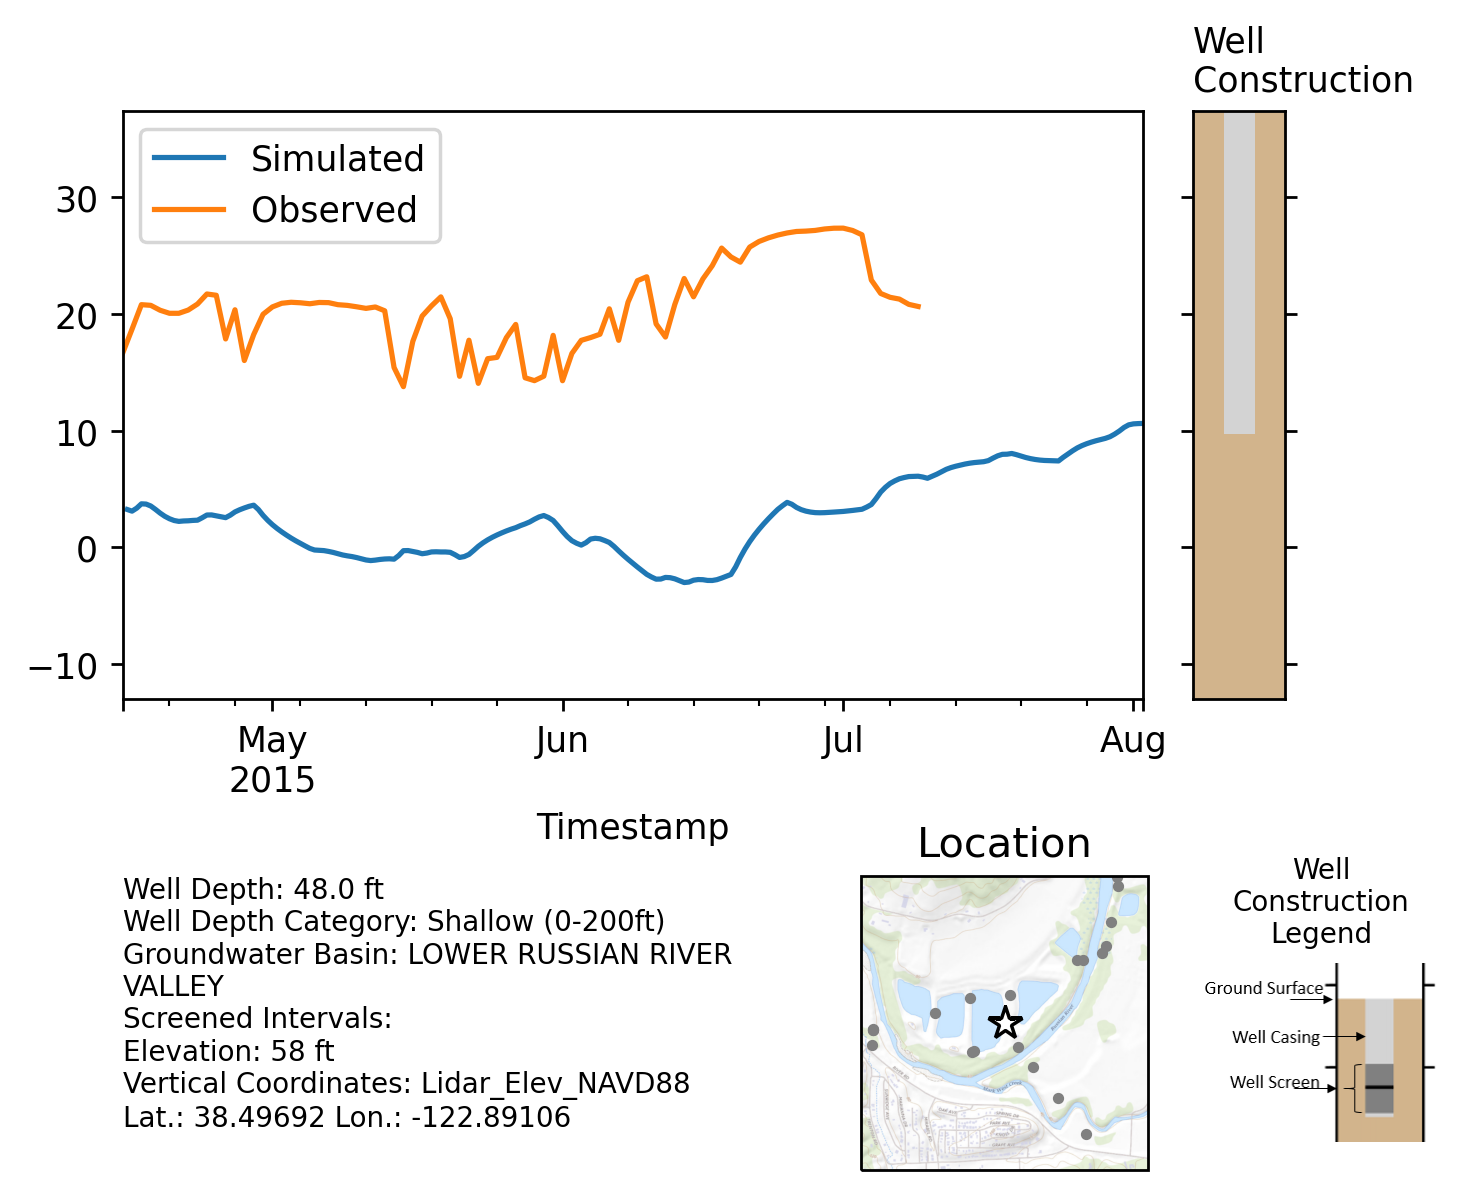 Well
Construction
Simulated
Observed
30
20
10
0
−10
May
2015
Jun
Jul
Aug
Timestamp
Well Depth: 48.0 ft
Well Depth Category: Shallow (0-200ft)
Groundwater Basin: LOWER RUSSIAN RIVER
VALLEY
Screened Intervals:
Elevation: 58 ft
Vertical Coordinates: Lidar_Elev_NAVD88
Lat.: 38.49692 Lon.: -122.89106
Location
Well
Construction
Legend
Ground Surface
Well Casing
Well Screen